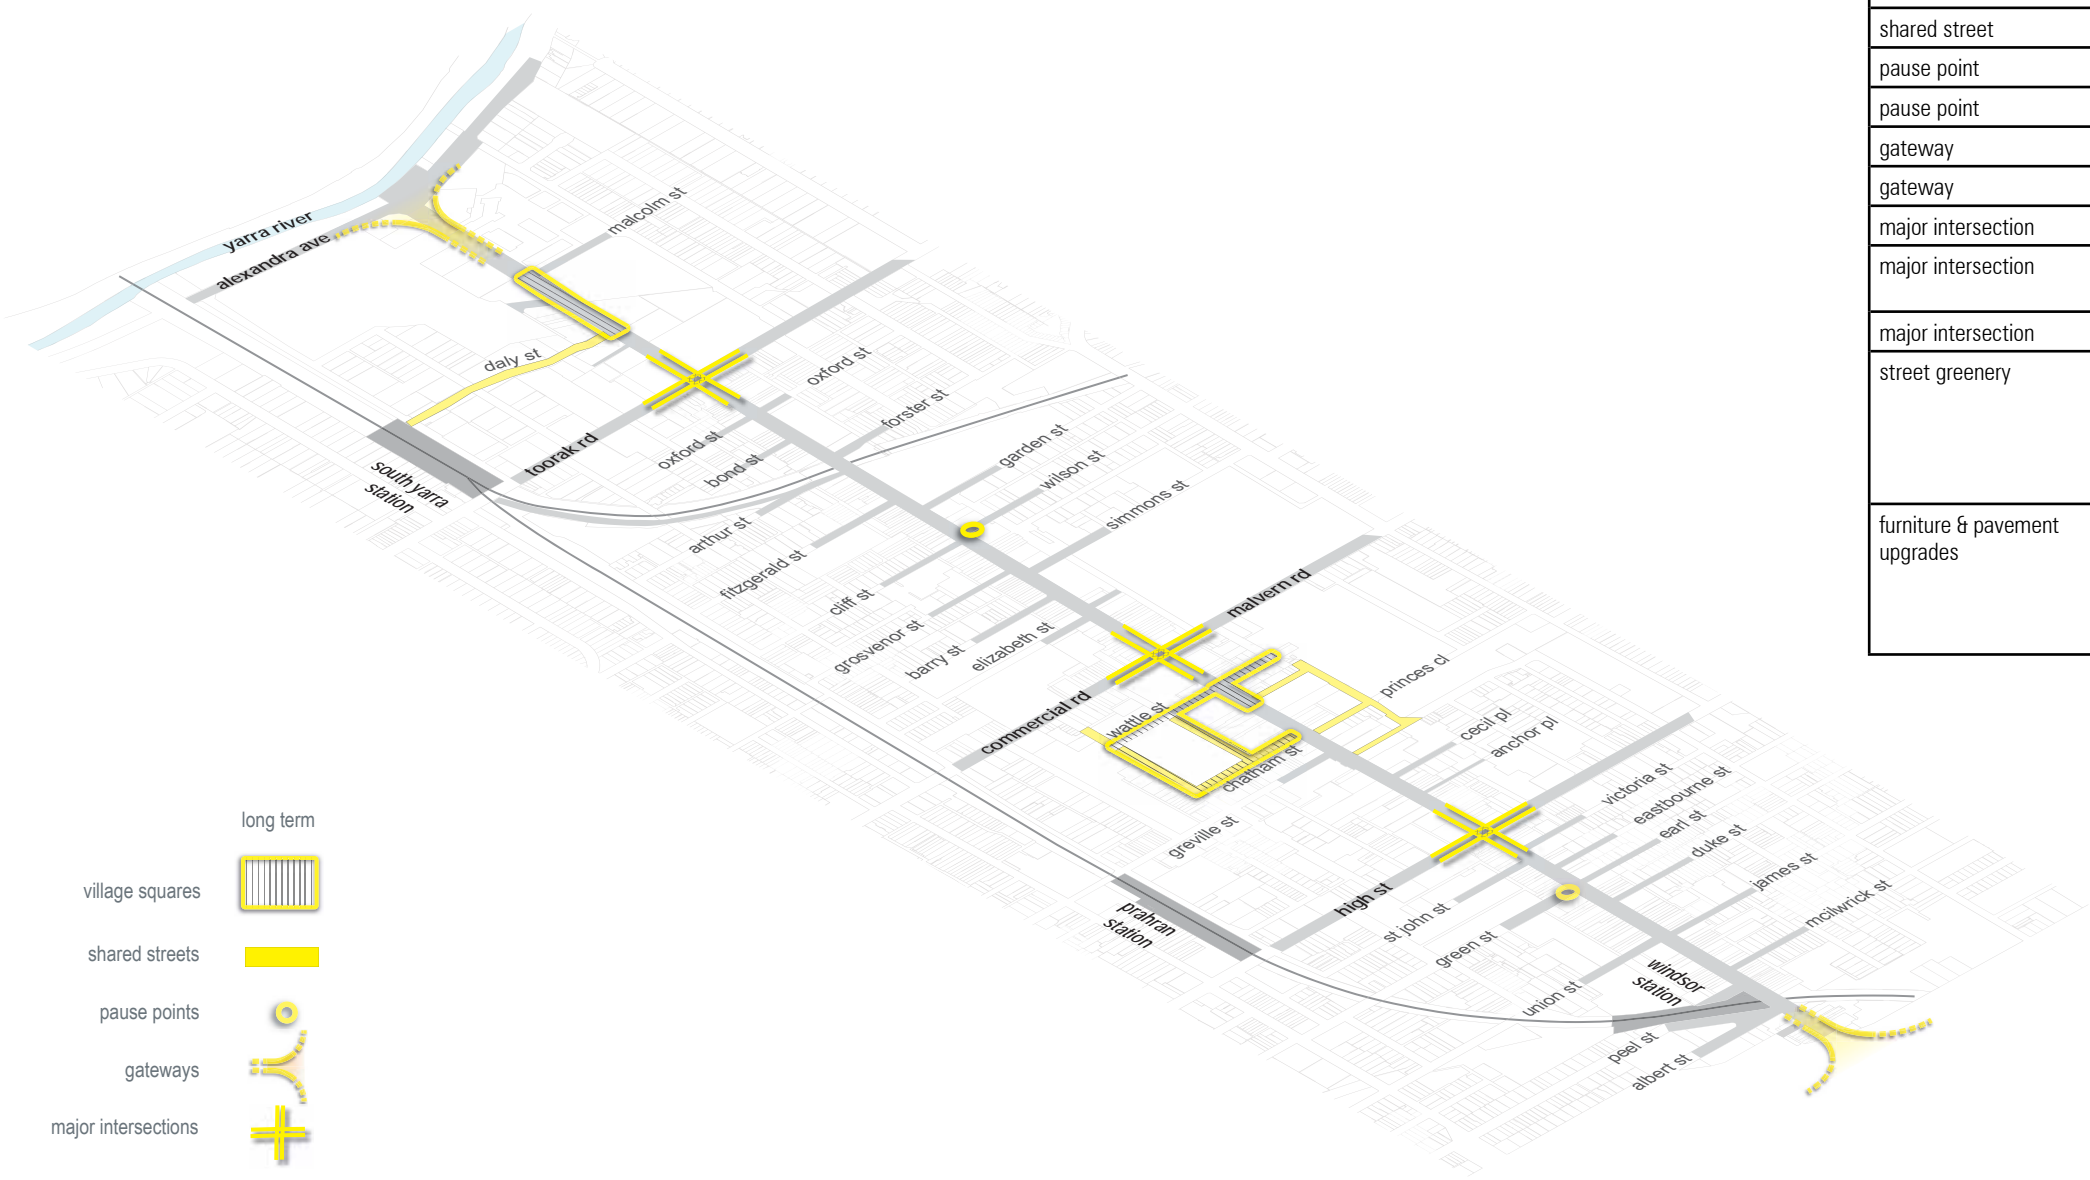 shared street
pause point
pause point
gateway
gateway
major intersection
major intersection
major intersection
street greenery
furniture & pavement
upgrades
yarra river
alexandra ave
malcolm st
daly st
oxford st
forster st
toorak rd
oxford st
bond st
south yarra
station
garden st
wilson st
simmons st
arthur st
fitzgerald st
cliff st
grosvenor st
barry st
elizabeth st
malvern rd
commercial rd
wattle st
princes cl
chatham st
cecil pl
anchor pl
greville st
victoria st
eastbourne st
earl st
duke st
james st
mcilwrick st
high st
prahran
station
st john st
green st
union st
windsor
station
peel st
albert st
long term
village squares
shared streets
pause points
gateways
major intersections